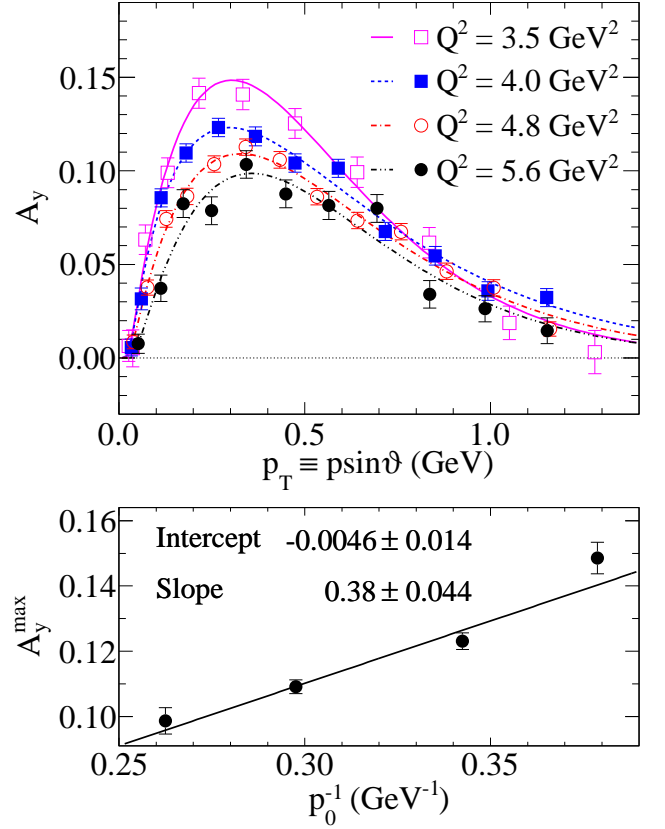 Q² = 3.5 GeV²
Q² = 4.0 GeV²
Q² = 4.8 GeV²
Q² = 5.6 GeV²
0.15
0.10
0.05
0.00
A_y
0.0 0.5 1.0
p_T ≡ psinϑ (GeV)
0.16
0.14
0.12
0.10
A_y^max
Intercept -0.0046 ± 0.014
Slope 0.38 ± 0.044
0.25 0.30 0.35
p_0^-1 (GeV^-1)